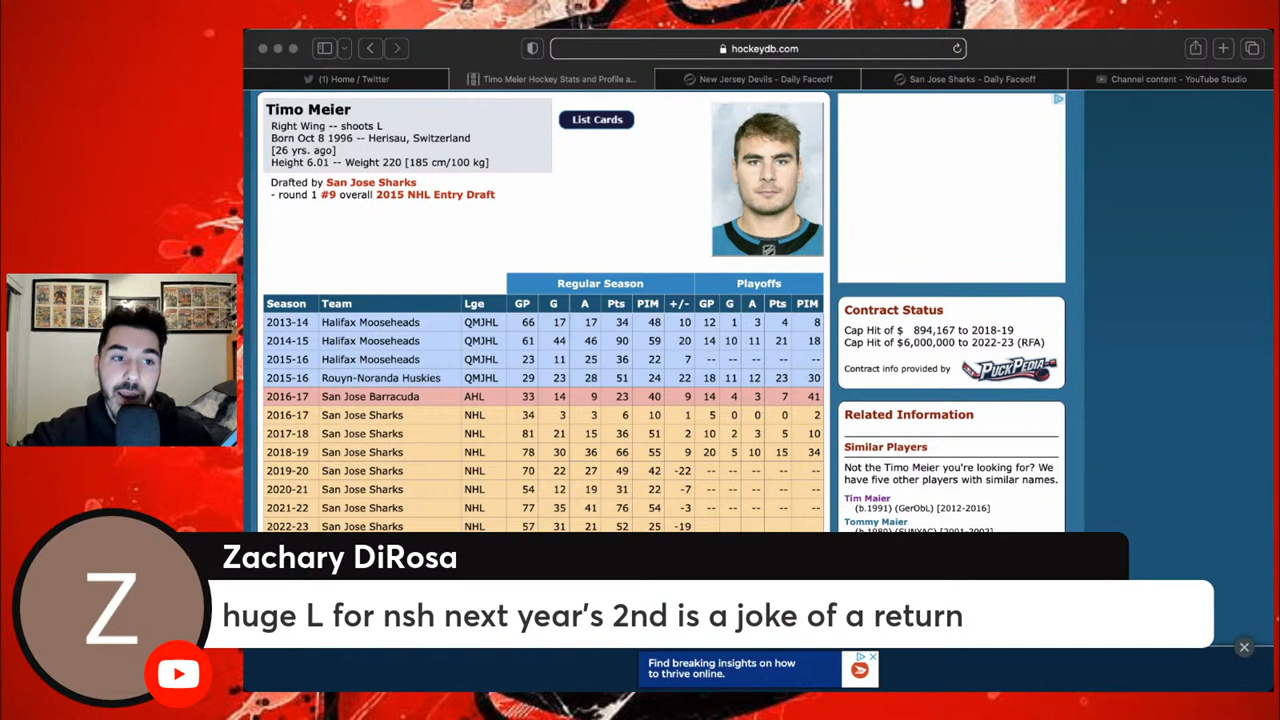 hockeydb.com
(1) Home / Twitter
Timo Meier Hockey Stats and Profile a...
New Jersey Devils - Daily Faceoff
San Jose Sharks - Daily Faceoff
Channel content - YouTube Studio
Timo Meier
Right Wing -- shoots L
Born Oct 8 1996 -- Herisau, Switzerland
[26 yrs. ago]
Height 6.01 -- Weight 220 [185 cm/100 kg]
List Cards
Drafted by San Jose Sharks
- round 1 #9 overall 2015 NHL Entry Draft
Regular Season Playoffs
Season Team Lge GP G A Pts PIM +/- GP G A Pts PIM
2013-14 Halifax Mooseheads QMJHL 66 17 17 34 48 10 12 1 3 4 8
2014-15 Halifax Mooseheads QMJHL 61 44 46 90 59 20 14 10 11 21 18
2015-16 Halifax Mooseheads QMJHL 23 11 25 36 22 7 -- -- -- -- --
2015-16 Rouyn-Noranda Huskies QMJHL 29 23 28 51 24 22 18 11 12 23 30
2016-17 San Jose Barracuda AHL 33 14 9 23 40 9 14 4 3 7 41
2016-17 San Jose Sharks NHL 34 3 3 6 10 1 5 0 0 0 2
2017-18 San Jose Sharks NHL 81 21 15 36 51 2 10 2 3 5 10
2018-19 San Jose Sharks NHL 78 30 36 66 55 9 20 5 10 15 34
2019-20 San Jose Sharks NHL 70 22 27 49 42 -22 -- -- -- -- --
2020-21 San Jose Sharks NHL 54 12 19 31 22 -7 -- -- -- -- --
2021-22 San Jose Sharks NHL 77 35 41 76 54 -3 -- -- -- -- --
2022-23 San Jose Sharks NHL 57 31 21 52 25 -19
Contract Status
Cap Hit of $ 894,167 to 2018-19
Cap Hit of $6,000,000 to 2022-23 (RFA)
Contract info provided by PUCKPEDIA
Related Information
Similar Players
Not the Timo Meier you're looking for? We
have five other players with similar names.
Tim Maier
(b.1991) (GerObL) [2012-2016]
Tommy Maier
(b.1980) (SUNYAC) [2001-2002]
Z
Zachary DiRosa
huge L for nsh next year's 2nd is a joke of a return
Find breaking insights on how
to thrive online.